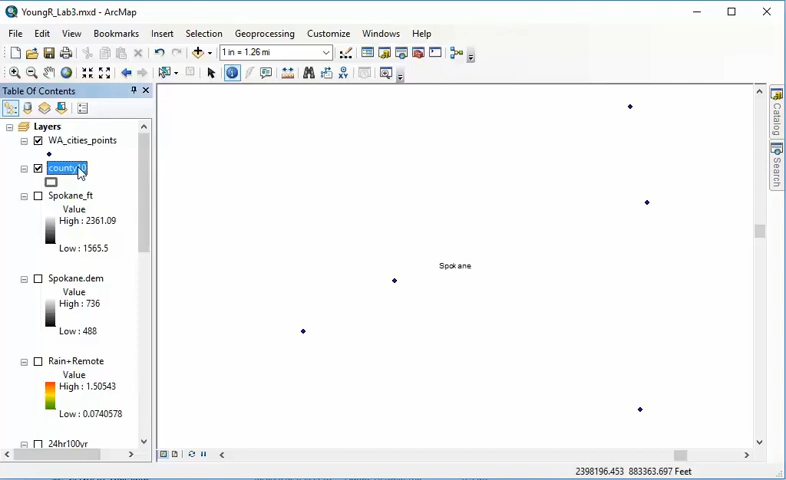 YoungR_Lab3.mxd - ArcMap
File Edit View Bookmarks Insert Selection Geoprocessing Customize Windows Help
1 in = 1.26 mi
Table Of Contents
Layers
WA_cities_points
Spokane_ft
Value
High : 2361.09
Low : 1565.5
Spokane.dem
Value
High : 736
Low : 488
Rain+Remote
Value
High : 1.50543
Low : 0.0740578
24hr100yr
Spokane
Catalog
Search
2398196.453 883363.697 Feet